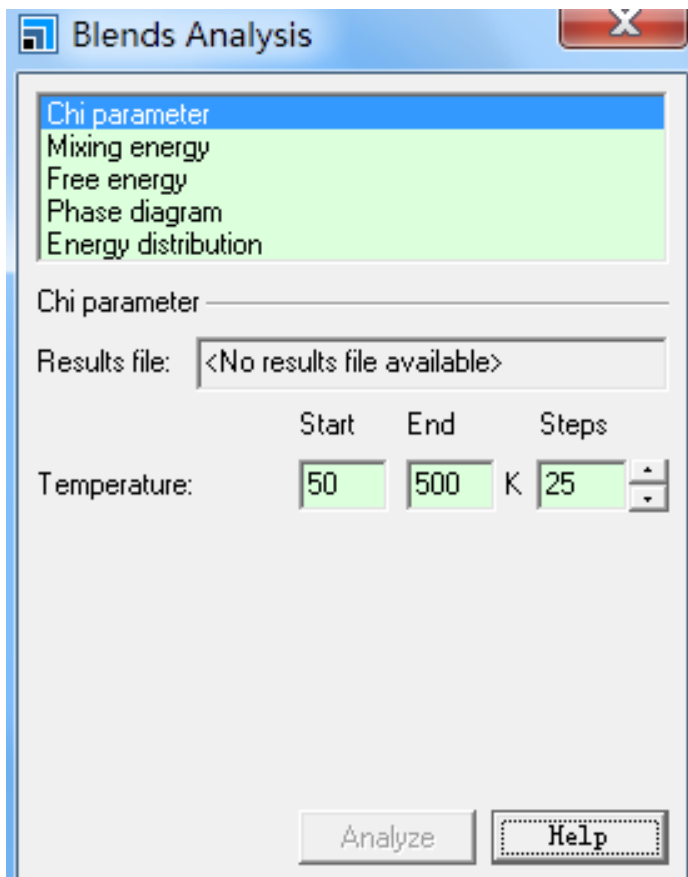 Blends Analysis
Chi parameter
Mixing energy
Free energy
Phase diagram
Energy distribution
Chi parameter
Results file: <No results file available>
Start End Steps
Temperature: 50 500 K 25
Analyze Help